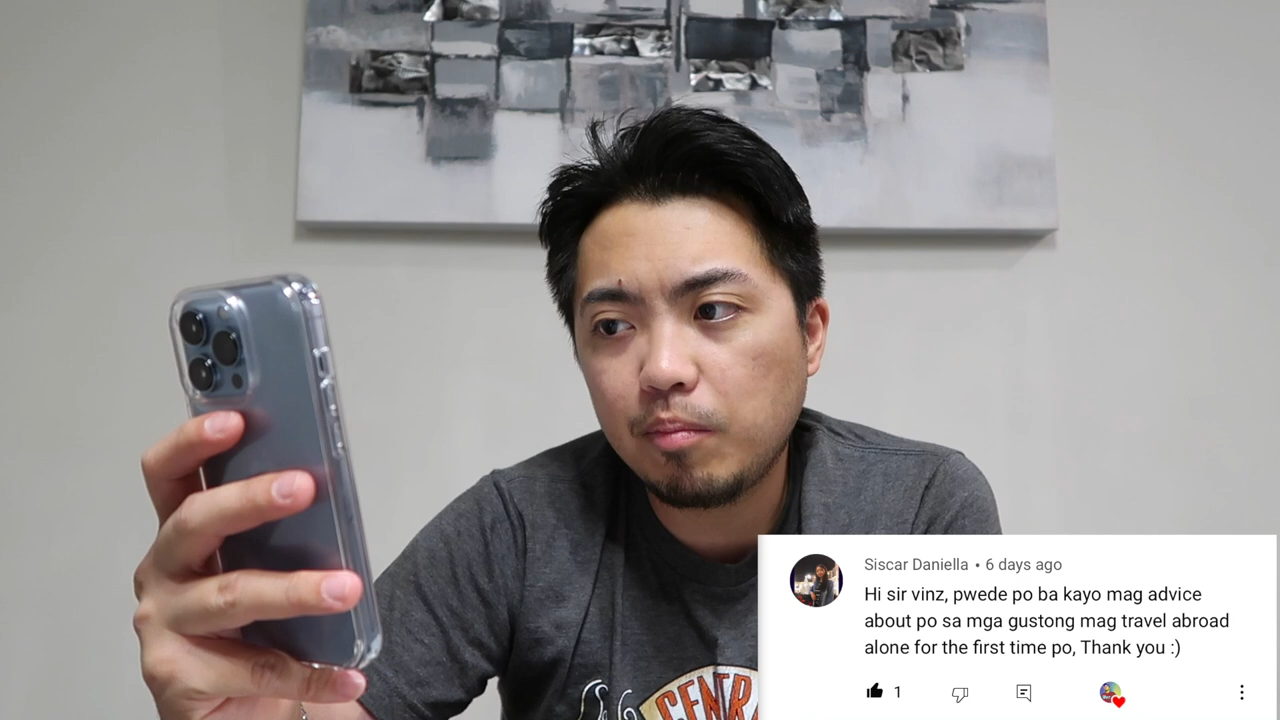 CENTRA
Siscar Daniella • 6 days ago
Hi sir vinz, pwede po ba kayo mag advice
about po sa mga gustong mag travel abroad
alone for the first time po, Thank you :)
1